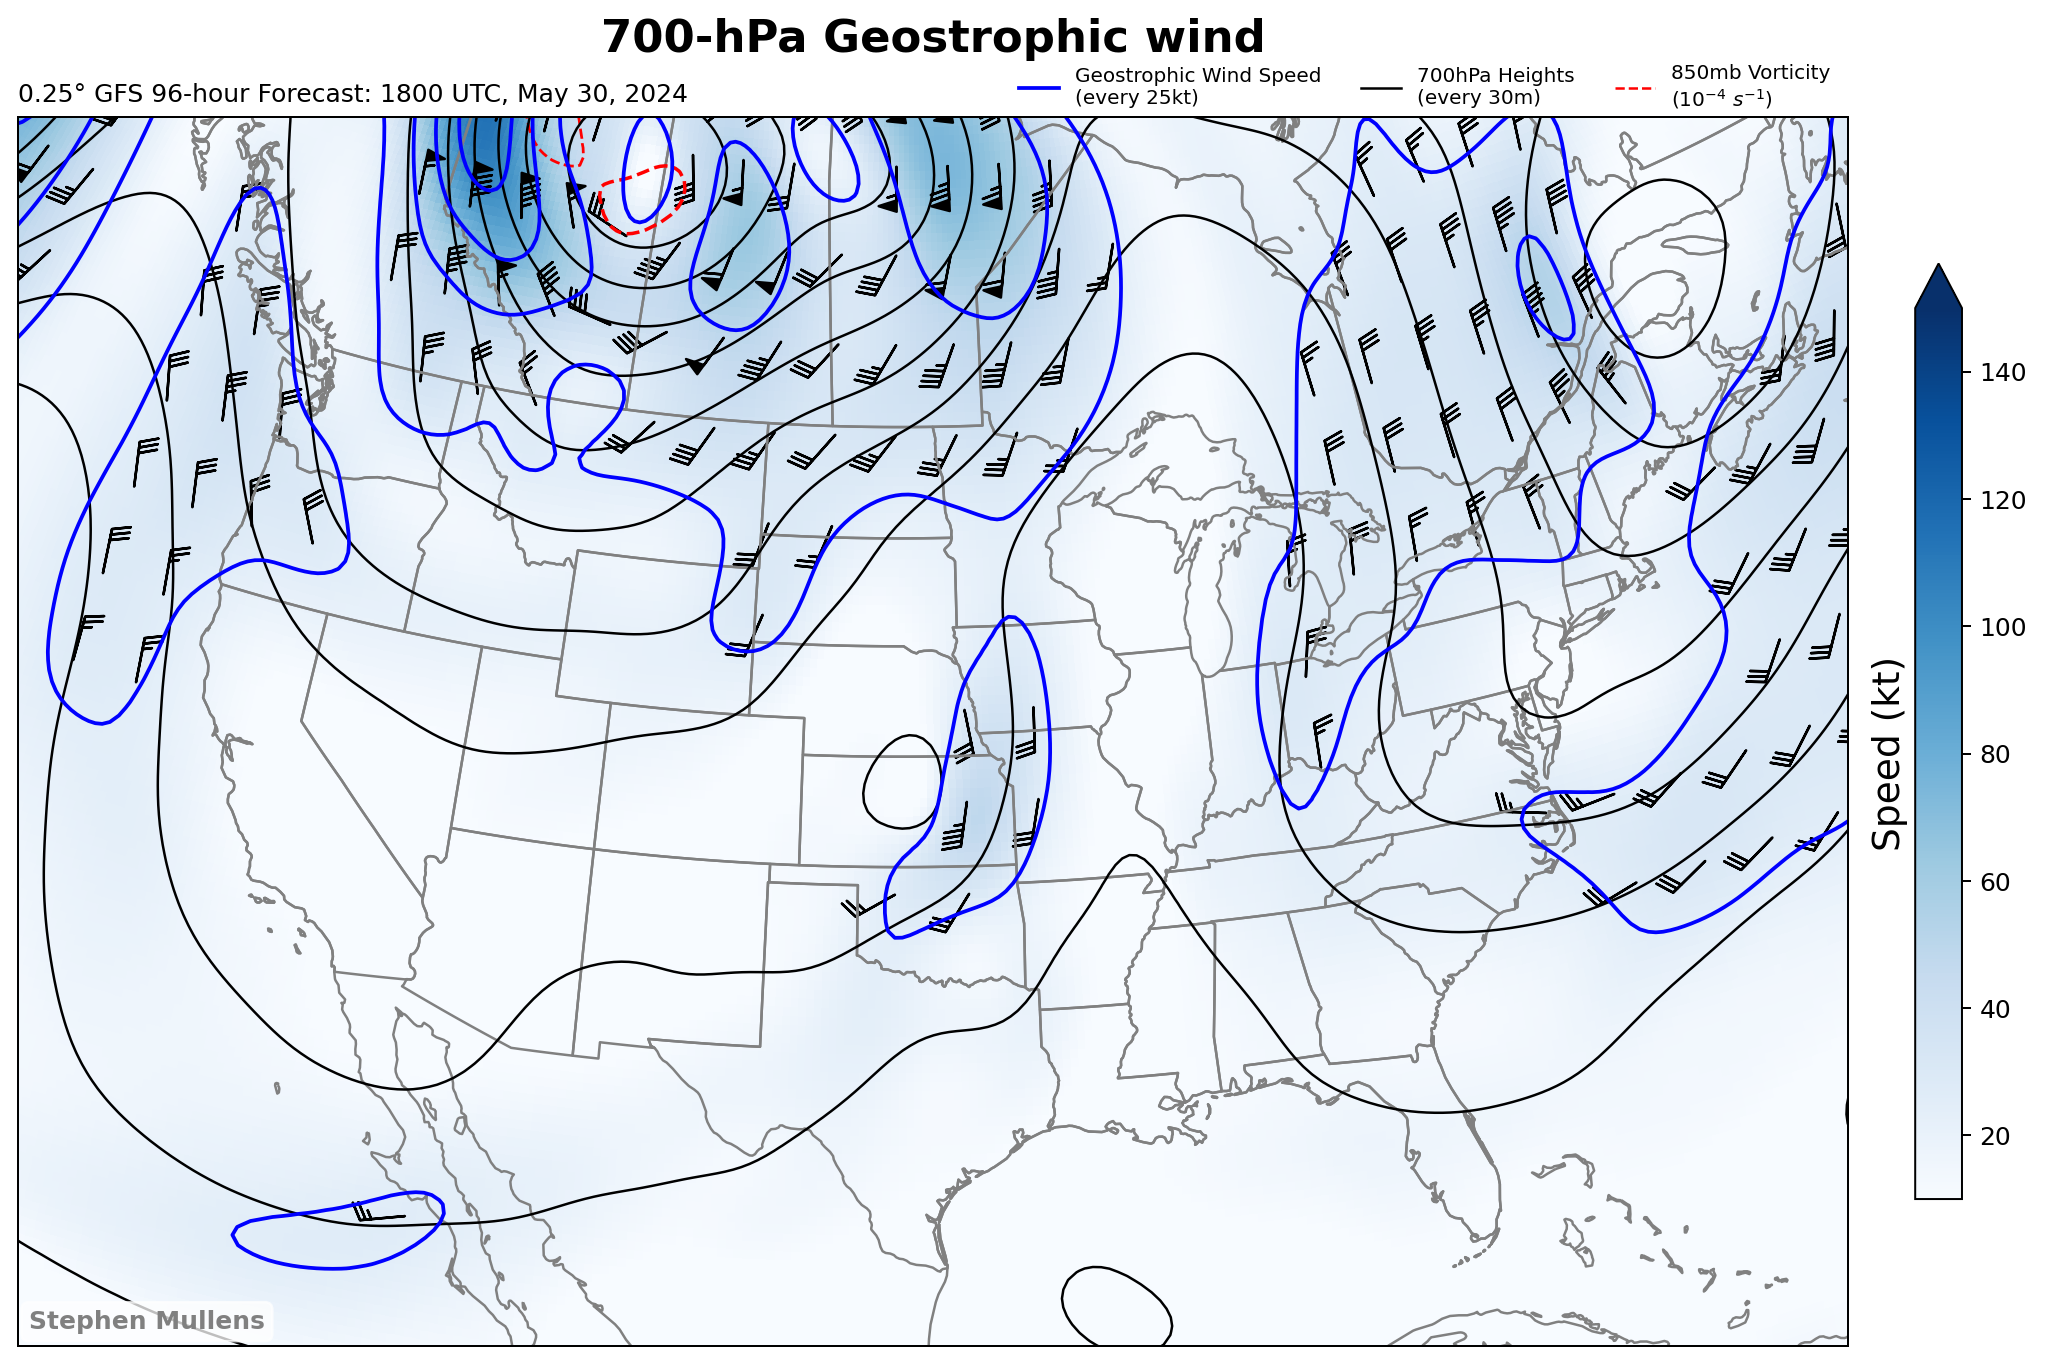 700-hPa Geostrophic wind
0.25° GFS 96-hour Forecast: 1800 UTC, May 30, 2024
Geostrophic Wind Speed
(every 25kt)
700hPa Heights
(every 30m)
850mb Vorticity
(10⁻⁴ s⁻¹)
140
120
100
80
60
40
20
Speed (kt)
Stephen Mullens